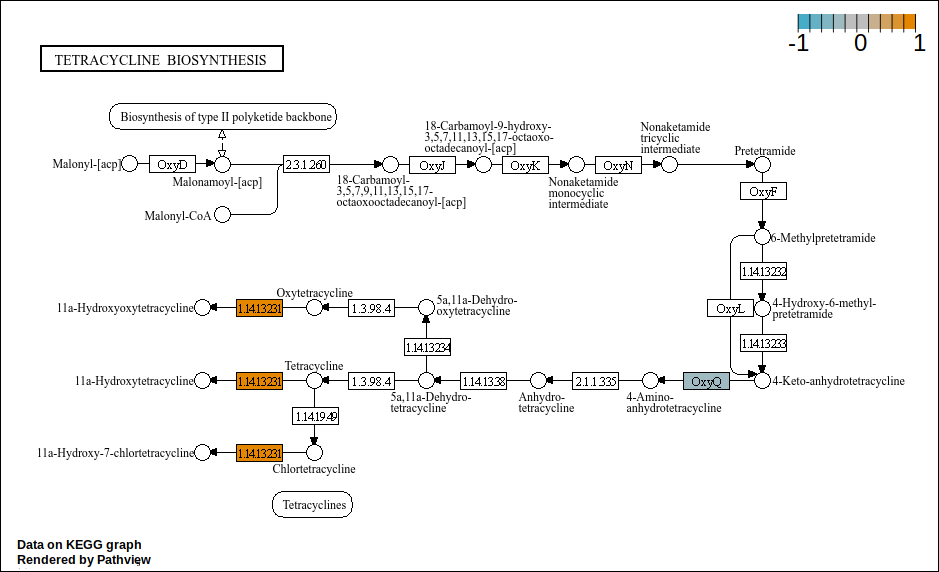 -1 0 1
TETRACYCLINE BIOSYNTHESIS
Biosynthesis of type II polyketide backbone
18-Carbamoyl-9-hydroxy-
3,5,7,11,13,15,17-octaoxo-
octadecanoyl-[acp]
Nonaketamide
tricyclic
intermediate
Pretetramide
Malonyl-[acp]
OxyD
2.3.1.260
OxyJ
OxyK
OxyN
Malonamoyl-[acp]
18-Carbamoyl-
3,5,7,9,11,13,15,17-
octaoxooctadecanoyl-[acp]
Nonaketamide
monocyclic
intermediate
OxyF
Malonyl-CoA
6-Methylpretetramide
1.14.13.232
Oxytetracycline
11a-Hydroxyoxytetracycline
1.14.13.231
1.3.98.4
5a,11a-Dehydro-
oxytetracycline
OxyL
4-Hydroxy-6-methyl-
pretetramide
1.14.13.234
1.14.13.233
Tetracycline
11a-Hydroxytetracycline
1.14.13.231
1.3.98.4
1.14.13.38
2.1.1.335
OxyQ
4-Keto-anhydrotetracycline
5a,11a-Dehydro-
tetracycline
Anhydro-
tetracycline
4-Amino-
anhydrotetracycline
1.14.19.49
11a-Hydroxy-7-chlortetracycline
1.14.13.231
Chlortetracycline
Tetracyclines
Data on KEGG graph
Rendered by Pathview